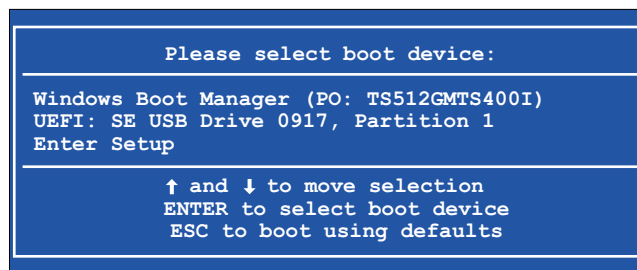 Please select boot device:
Windows Boot Manager (PO: TS512GMTS400I)
UEFI: SE USB Drive 0917, Partition 1
Enter Setup
↑ and ↓ to move selection
ENTER to select boot device
ESC to boot using defaults